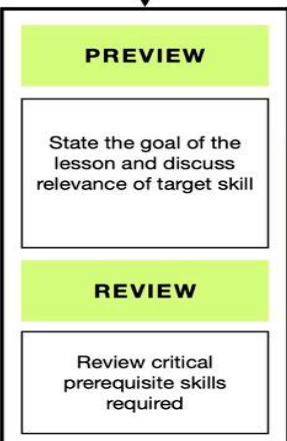 PREVIEW
State the goal of the
lesson and discuss
relevance of target skill
REVIEW
Review critical
prerequisite skills
required